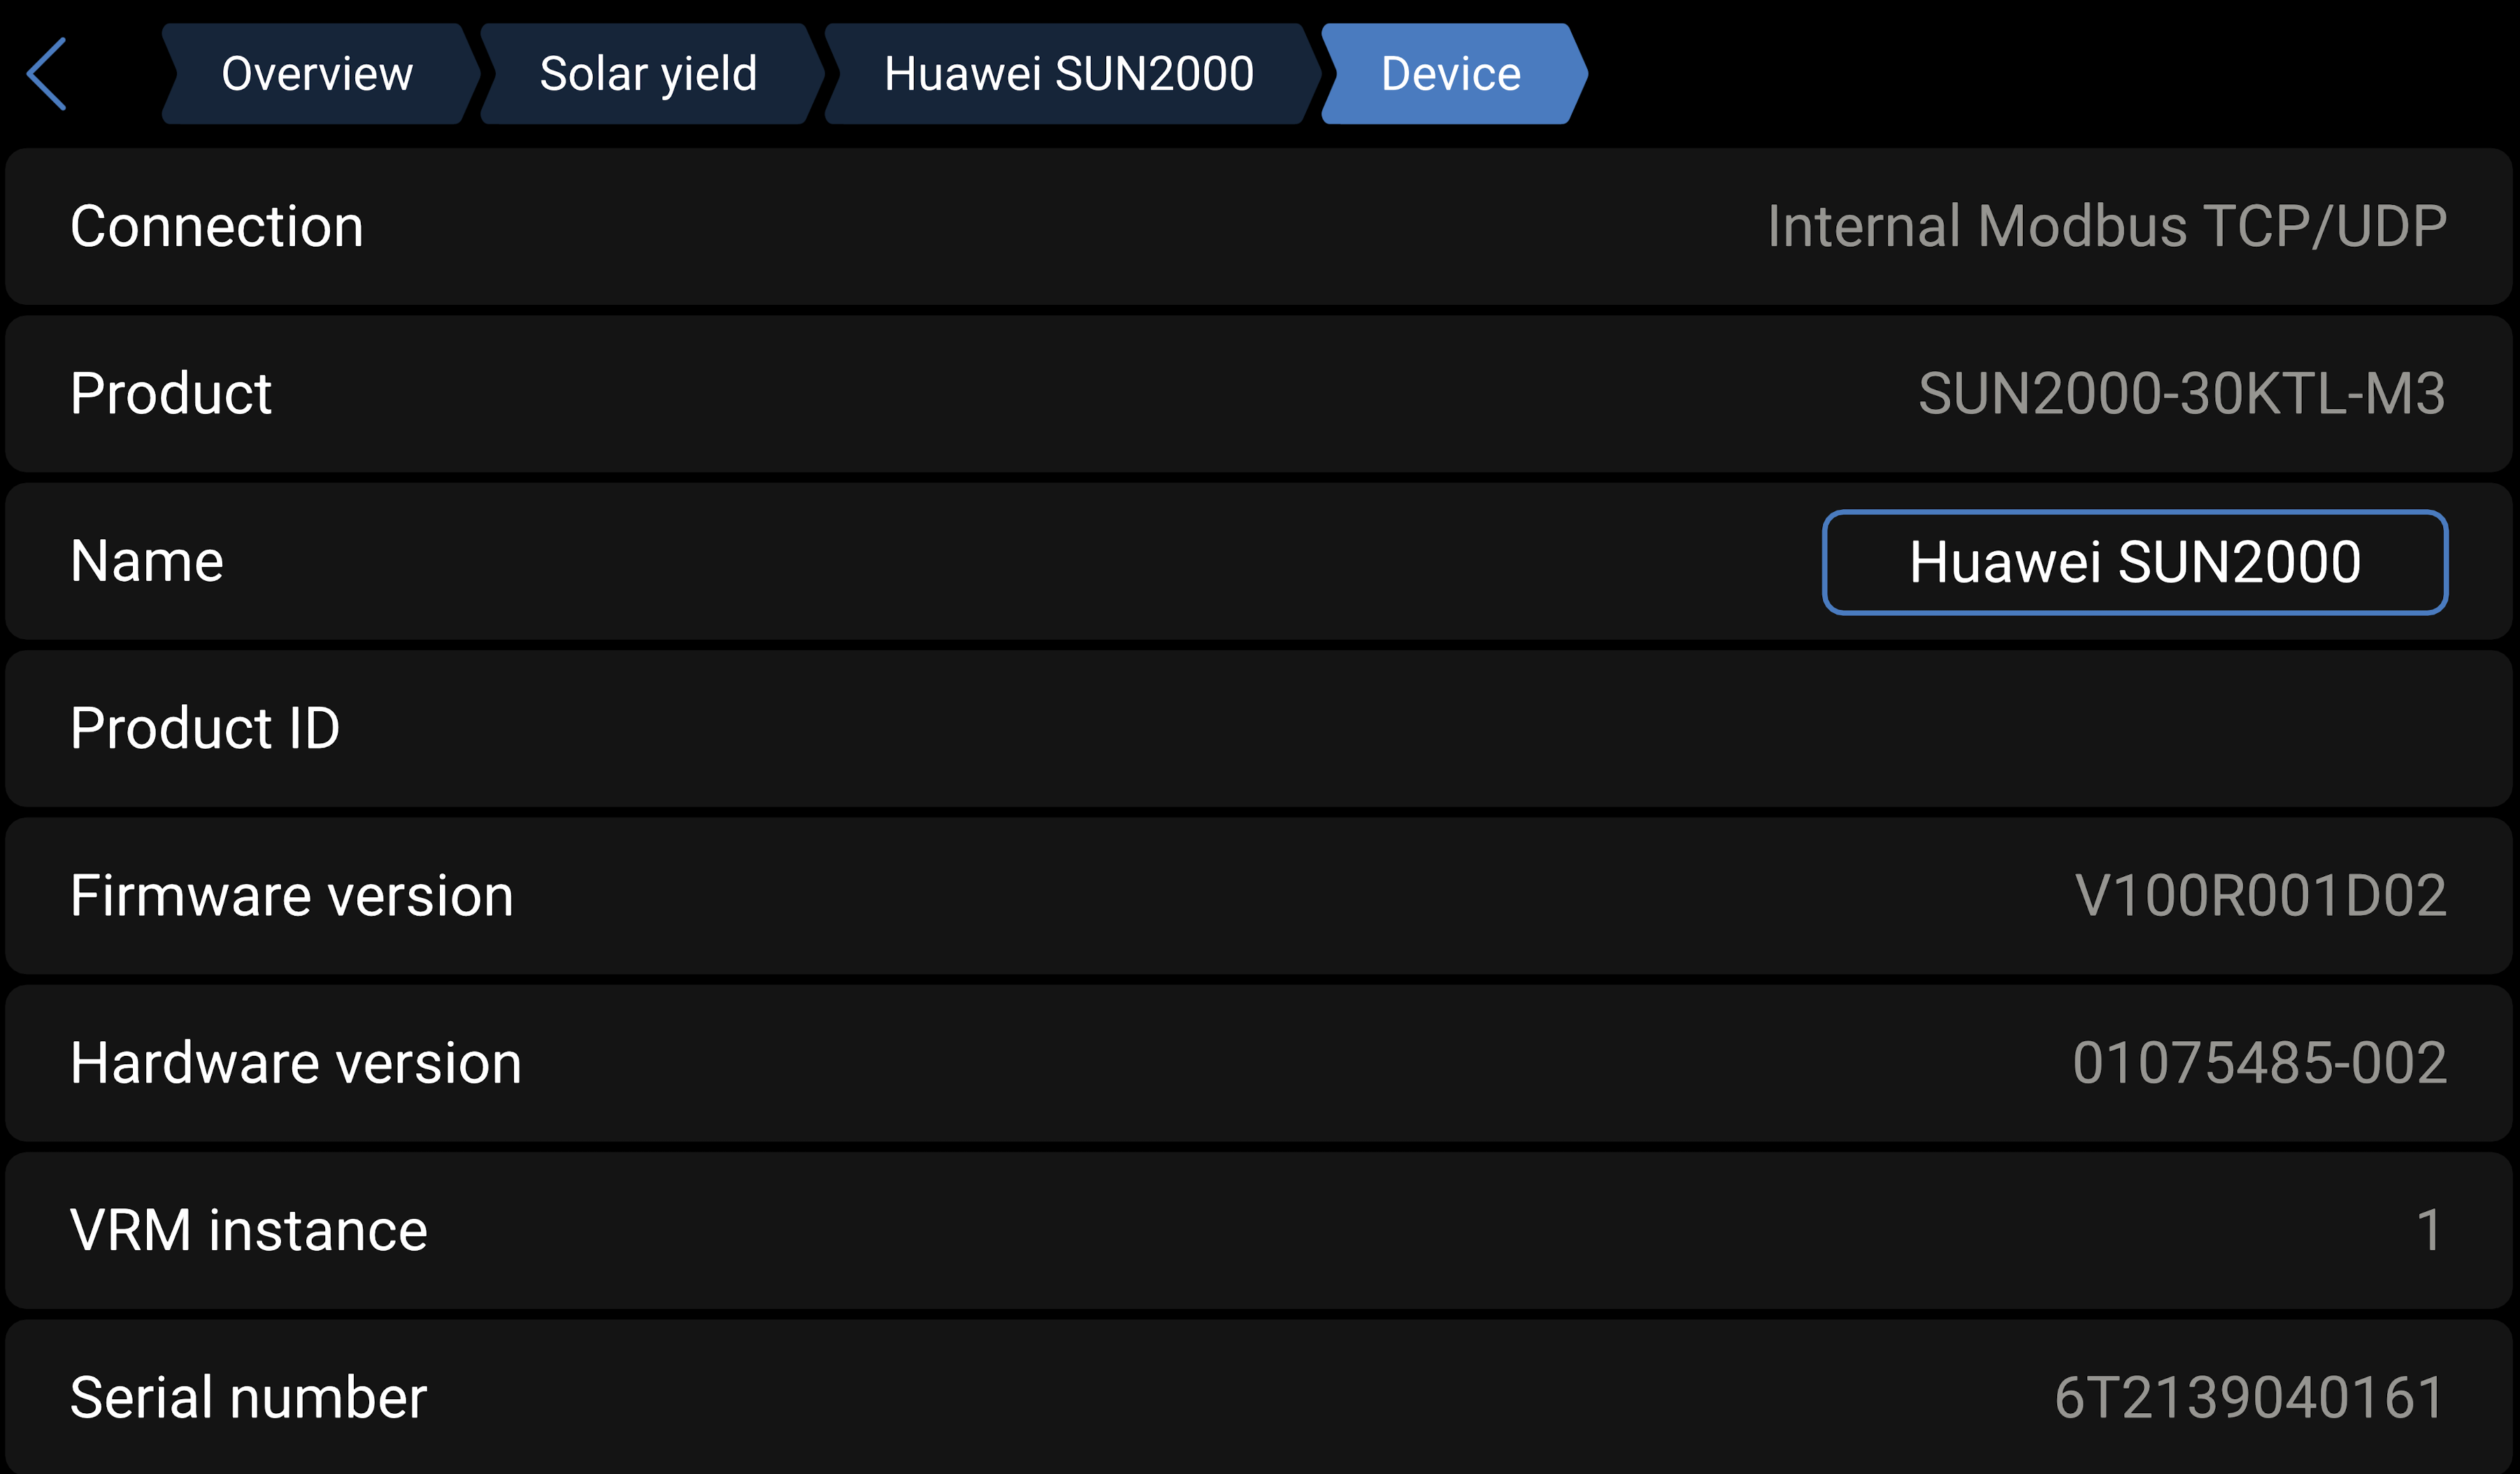 Overview Solar yield Huawei SUN2000 Device
Connection Internal Modbus TCP/UDP
Product SUN2000-30KTL-M3
Name Huawei SUN2000
Product ID
Firmware version V100R001D02
Hardware version 01075485-002
VRM instance 1
Serial number 6T2139040161